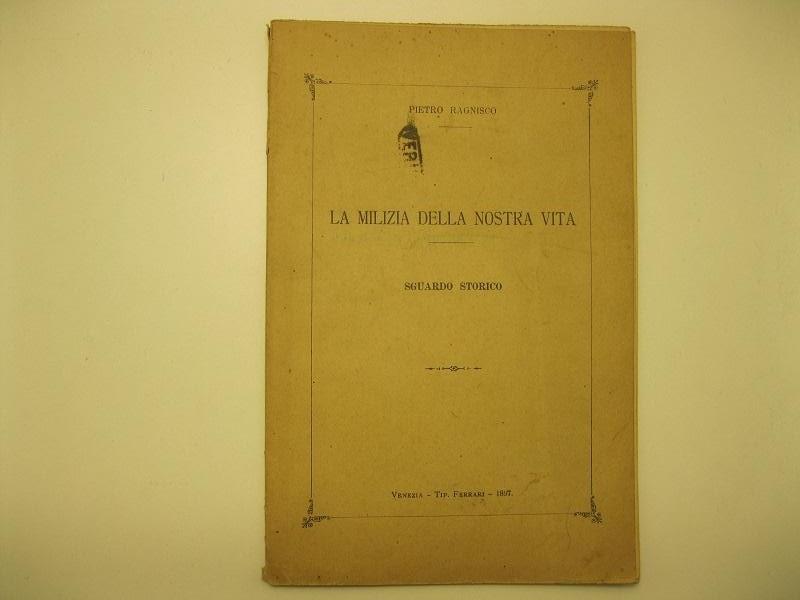 PIETRO RAGNISCO
LA MILIZIA DELLA NOSTRA VITA
SGUARDO STORICO
VENEZIA - TIP. FERRARI - 1897.